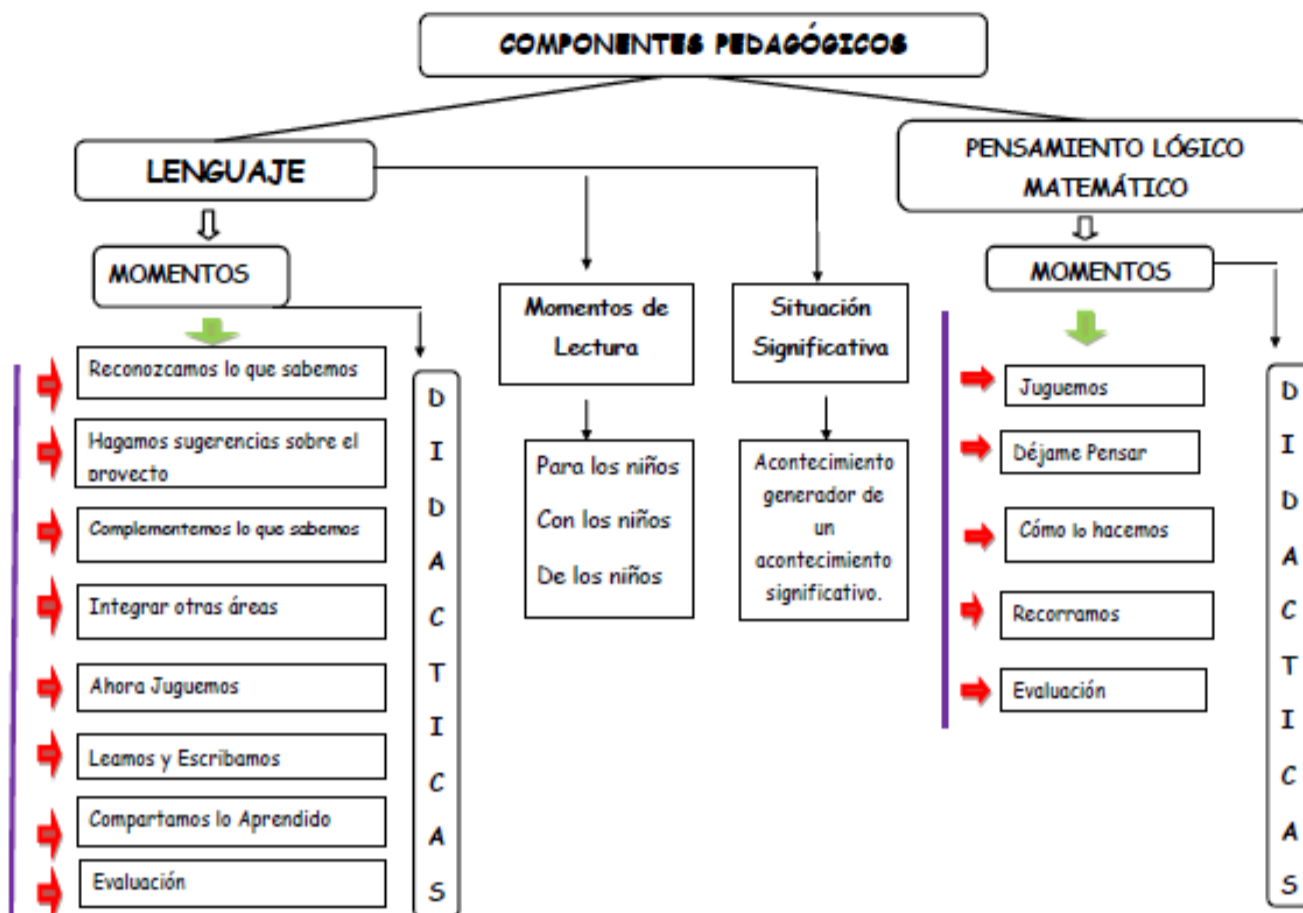 COMPONENTES PEDAGÓGICOS
LENGUAJE
MOMENTOS
Reconozcamos lo que sabemos
Hagamos sugerencias sobre el
proyecto
Complementemos lo que sabemos
Integrar otras áreas
Ahora Juguemos
Leamos y Escribamos
Compartamos lo Aprendido
Evaluación
D
I
D
A
C
T
I
C
A
S
Momentos de
Lectura
Para los niños
Con los niños
De los niños
Situación
Significativa
Acontecimiento
generador de
un
acontecimiento
significativo.
PENSAMIENTO LÓGICO
MATEMÁTICO
MOMENTOS
Juguemos
Déjame Pensar
Cómo lo hacemos
Recorramos
Evaluación
D
I
D
A
C
T
I
C
A
S